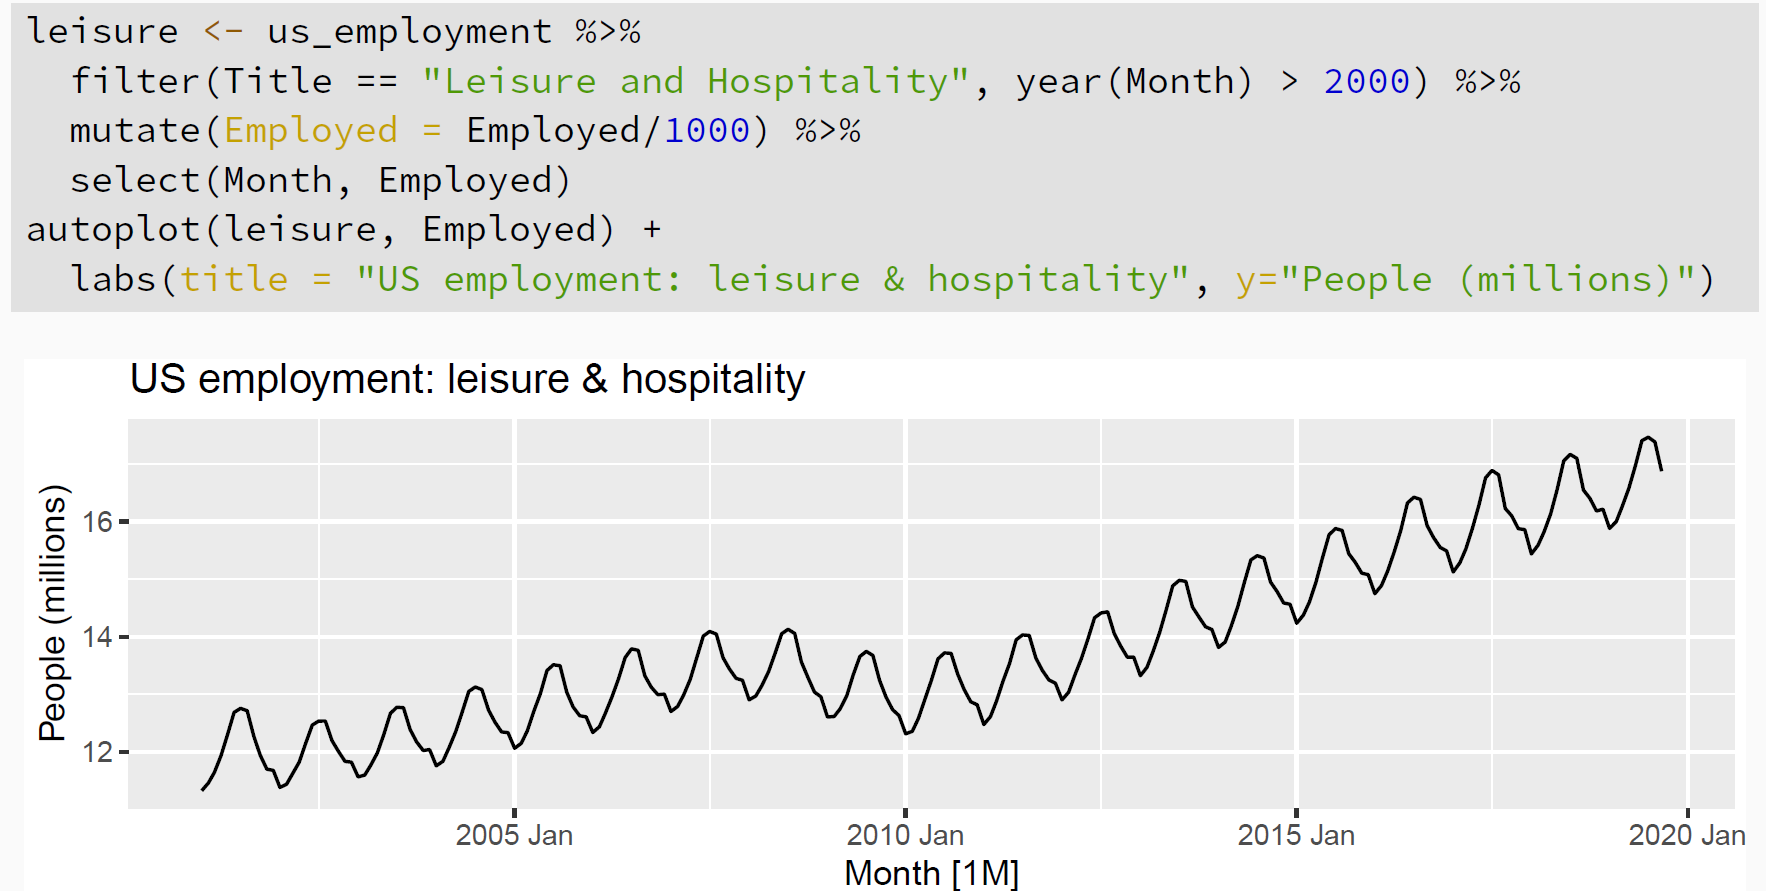 leisure <- us_employment %>%
  filter(Title == "Leisure and Hospitality", year(Month) > 2000) %>%
  mutate(Employed = Employed/1000) %>%
  select(Month, Employed)
autoplot(leisure, Employed) +
  labs(title = "US employment: leisure & hospitality", y="People (millions)")
US employment: leisure & hospitality
People (millions)
16
14
12
2005 Jan
2010 Jan
2015 Jan
2020 Jan
Month [1M]